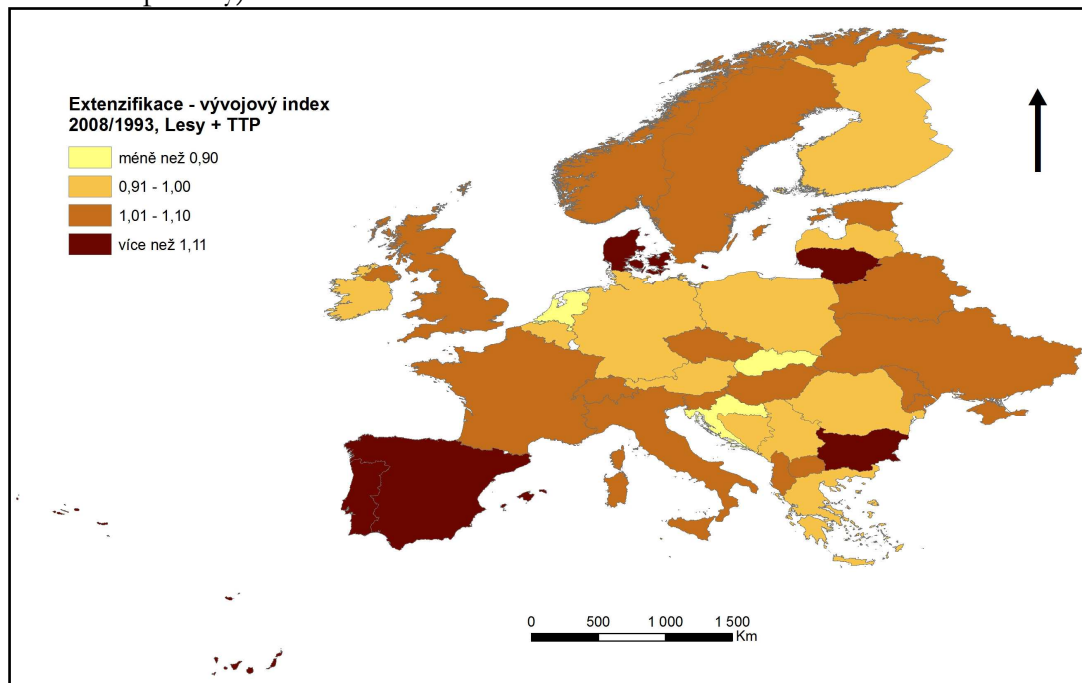 Extenzifikace - vývojový index
2008/1993, Lesy + TTP
méně než 0,90
0,91 - 1,00
1,01 - 1,10
více než 1,11
0 500 1 000 1 500
Km